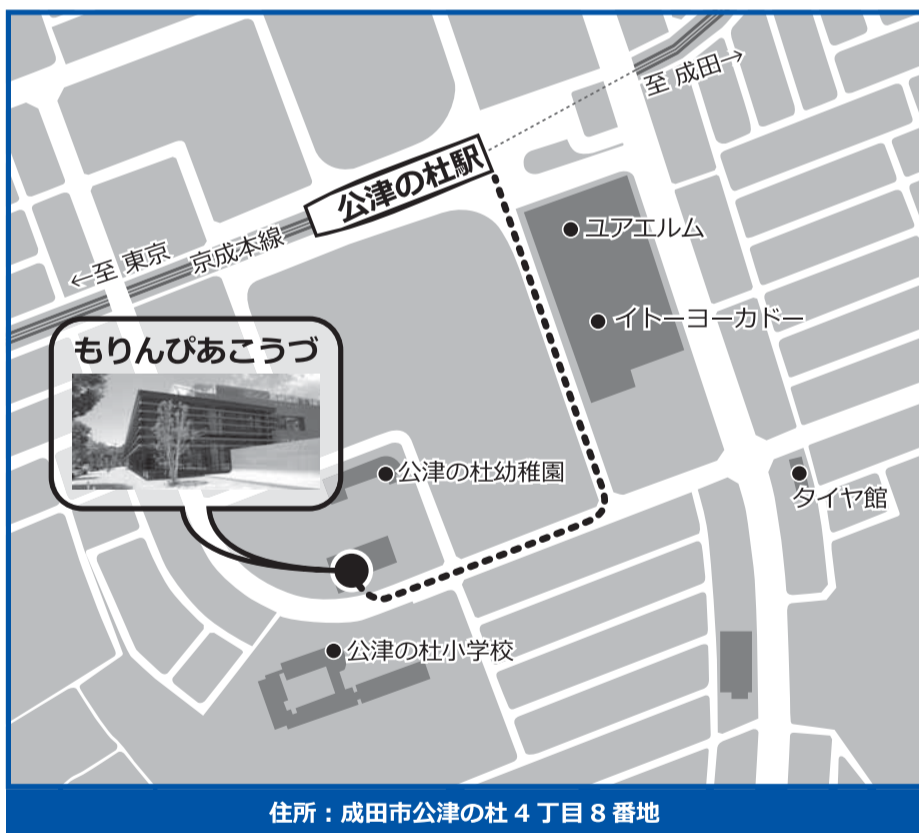 至 成田→
公津の杜駅
ユアエルム
←至 東京 京成本線
イトーヨーカドー
もりんぴあこうづ
公津の杜幼稚園
タイヤ館
公津の杜小学校
住所：成田市公津の杜 4 丁目 8 番地